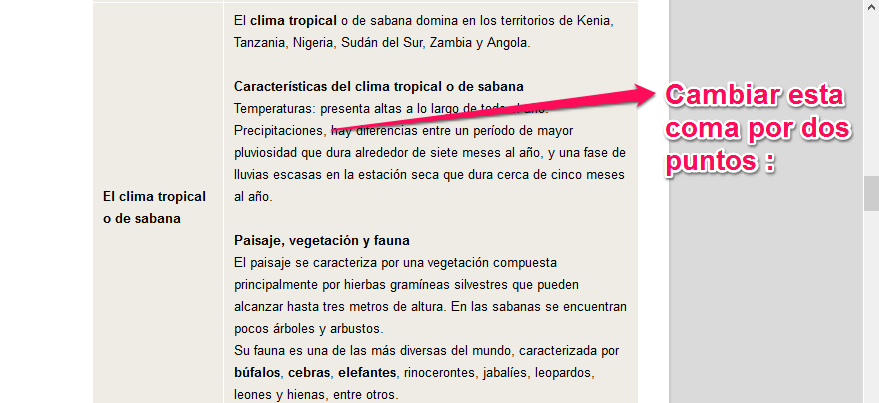 El clima tropical o de sabana domina en los territorios de Kenia,
Tanzania, Nigeria, Sudán del Sur, Zambia y Angola.
Características del clima tropical o de sabana
Temperaturas: presenta altas a lo largo de todo el año.
Precipitaciones, hay diferencias entre un período de mayor
pluviosidad que dura alrededor de siete meses al año, y una fase de
lluvias escasas en la estación seca que dura cerca de cinco meses
al año.
El clima tropical
o de sabana
Paisaje, vegetación y fauna
El paisaje se caracteriza por una vegetación compuesta
principalmente por hierbas gramíneas silvestres que pueden
alcanzar hasta tres metros de altura. En las sabanas se encuentran
pocos árboles y arbustos.
Su fauna es una de las más diversas del mundo, caracterizada por
búfalos, cebras, elefantes, rinocerontes, jabalíes, leopardos,
leones y hienas, entre otros.
Cambiar esta
coma por dos
puntos :